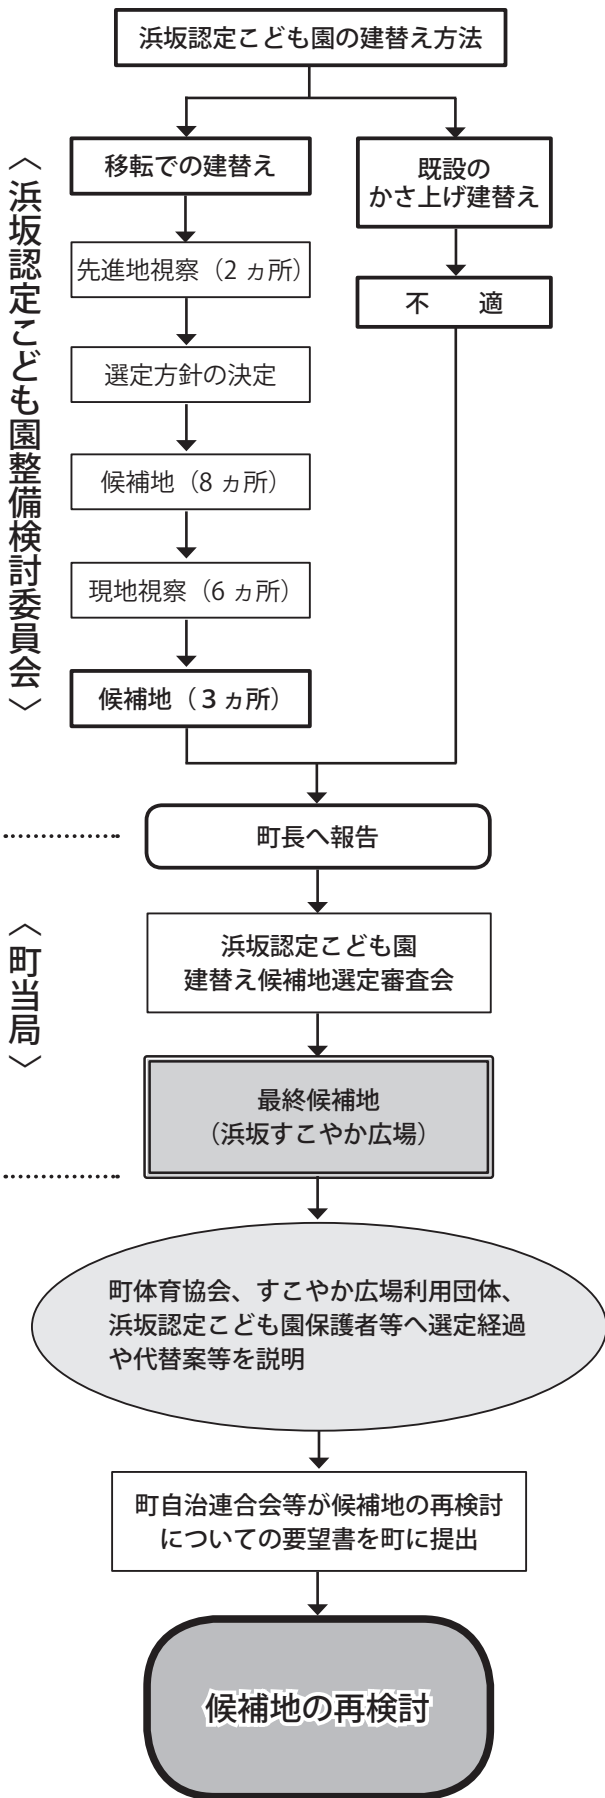 浜坂認定こども園の建替え方法
〈浜坂認定こども園整備検討委員会〉
移転での建替え
既設の
かさ上げ建替え
先進地視察（2 ヵ所）
不　　適
選定方針の決定
候補地（8 ヵ所）
現地視察（6 ヵ所）
候補地（3 ヵ所）
町長へ報告
〈町当局〉
浜坂認定こども園
建替え候補地選定審査会
最終候補地
（浜坂すこやか広場）
町体育協会、すこやか広場利用団体、
浜坂認定こども園保護者等へ選定経過
や代替案等を説明
町自治連合会等が候補地の再検討
についての要望書を町に提出
候補地の再検討